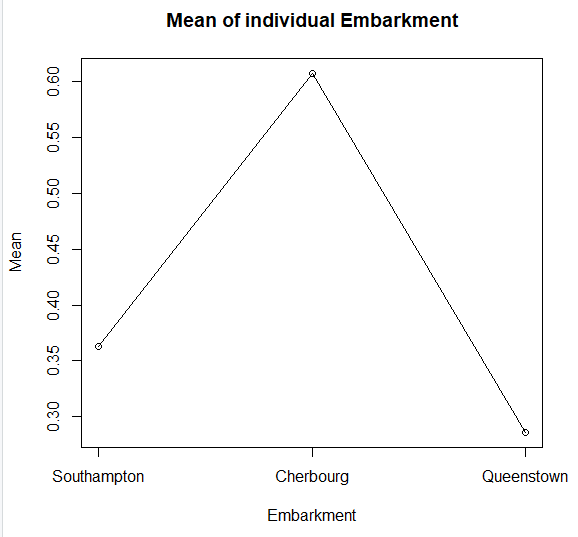 Mean of individual Embarkment
0.60
0.55
0.50
0.45
0.40
0.35
0.30
Mean
Southampton Cherbourg Queenstown
Embarkment